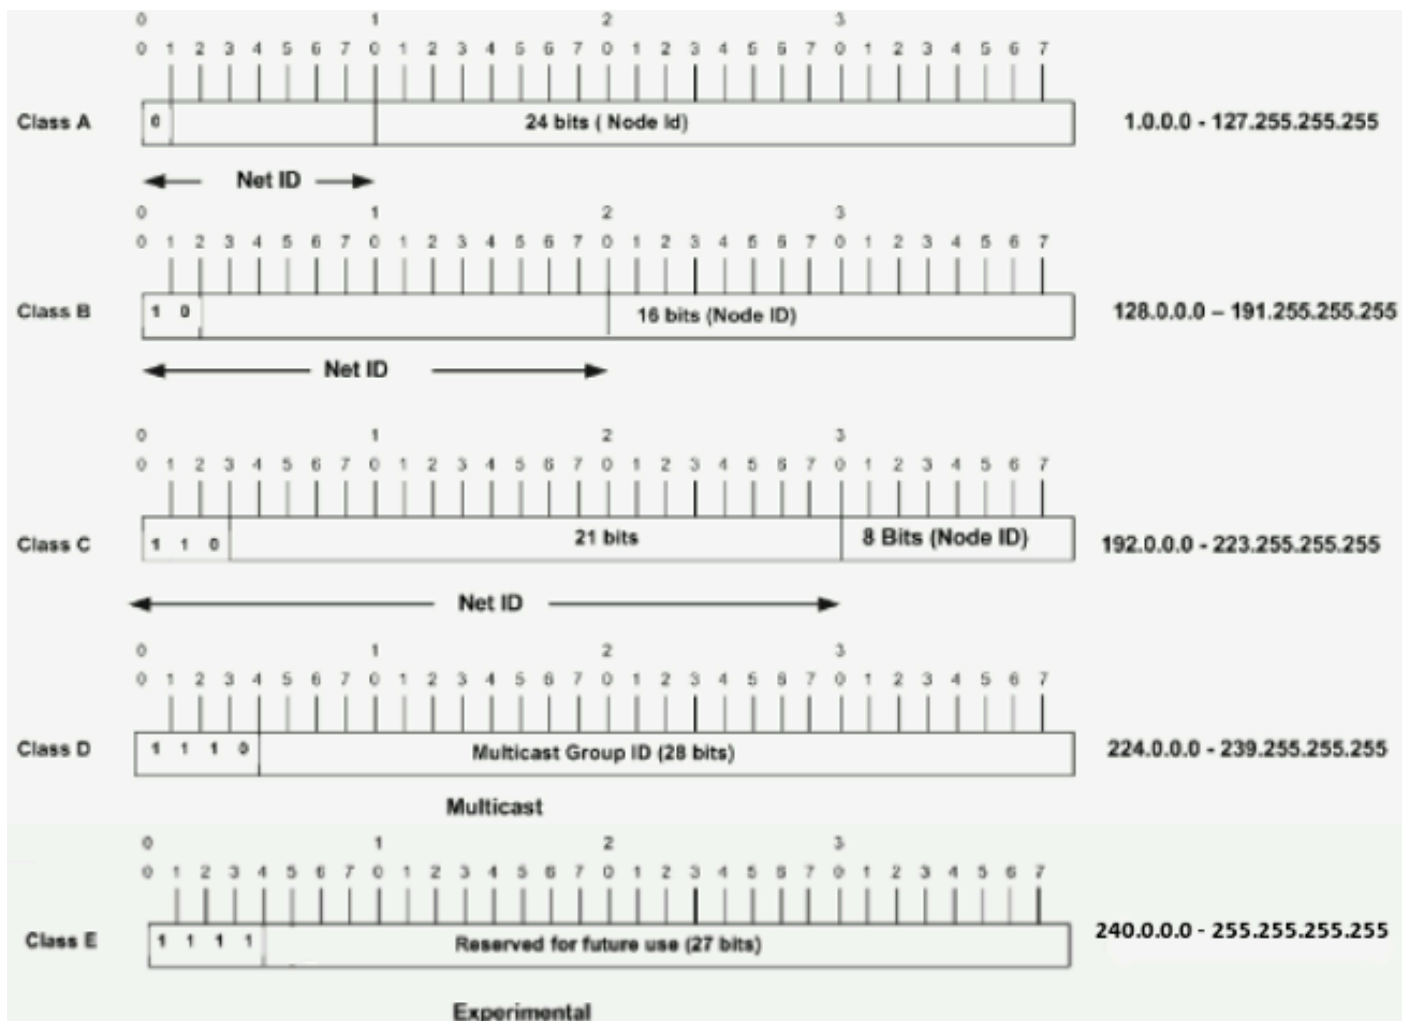 0 1 2 3
0 1 2 3 4 5 6 7 0 1 2 3 4 5 6 7 0 1 2 3 4 5 6 7 0 1 2 3 4 5 6 7
Class A 0 24 bits ( Node Id) 1.0.0.0 - 127.255.255.255
Net ID
0 1 2 3
0 1 2 3 4 5 6 7 0 1 2 3 4 5 6 7 0 1 2 3 4 5 6 7 0 1 2 3 4 5 6 7
Class B 1 0 16 bits (Node ID) 128.0.0.0 – 191.255.255.255
Net ID
0 1 2 3
0 1 2 3 4 5 6 7 0 1 2 3 4 5 6 7 0 1 2 3 4 5 6 7 0 1 2 3 4 5 6 7
Class C 1 1 0 21 bits 8 Bits (Node ID) 192.0.0.0 - 223.255.255.255
Net ID
0 1 2 3
0 1 2 3 4 5 6 7 0 1 2 3 4 5 6 7 0 1 2 3 4 5 6 7 0 1 2 3 4 5 6 7
Class D 1 1 1 0 Multicast Group ID (28 bits) 224.0.0.0 - 239.255.255.255
Multicast
0 1 2 3
0 1 2 3 4 5 6 7 0 1 2 3 4 5 6 7 0 1 2 3 4 5 6 7 0 1 2 3 4 5 6 7
Class E 1 1 1 1 Reserved for future use (27 bits) 240.0.0.0 - 255.255.255.255
Experimental